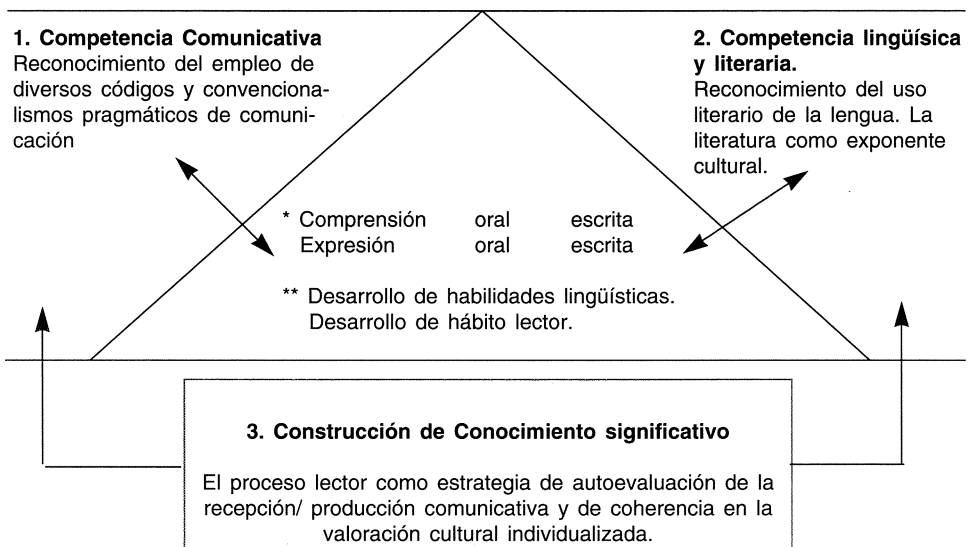 1. Competencia Comunicativa
Reconocimiento del empleo de
diversos códigos y convenciona-
lismos pragmáticos de comuni-
cación
2. Competencia lingüísica
y literaria.
Reconocimiento del uso
literario de la lengua. La
literatura como exponente
cultural.
* Comprensión oral escrita
Expresión oral escrita
** Desarrollo de habilidades lingüísticas.
Desarrollo de hábito lector.
3. Construcción de Conocimiento significativo
El proceso lector como estrategia de autoevaluación de la
recepción/ producción comunicativa y de coherencia en la
valoración cultural individualizada.